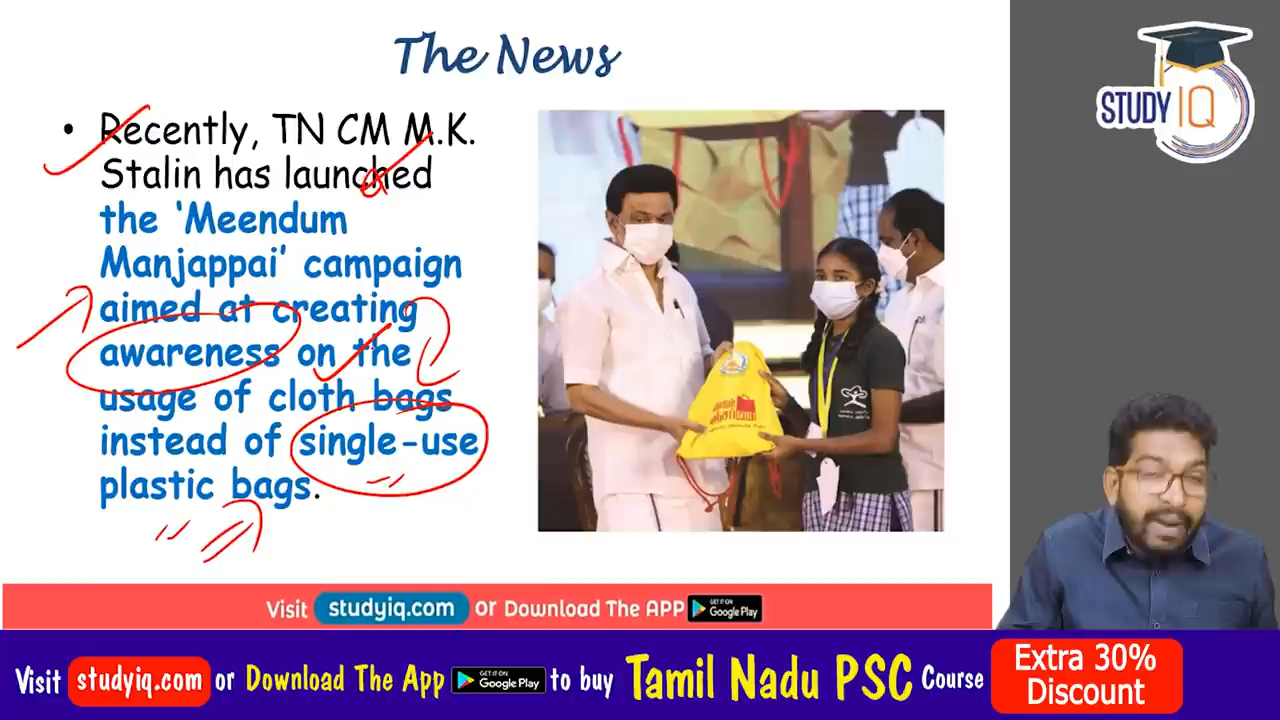 The News
STUDY IQ
• Recently, TN CM M.K.
Stalin has launched
the ‘Meendum
Manjappai’ campaign
aimed at creating
awareness on the
usage of cloth bags
instead of single-use
plastic bags.
Visit studyiq.com or Download The APP GET IT ON Google Play
Visit studyiq.com or Download The App GET IT ON Google Play to buy Tamil Nadu PSC Course
Extra 30%
Discount